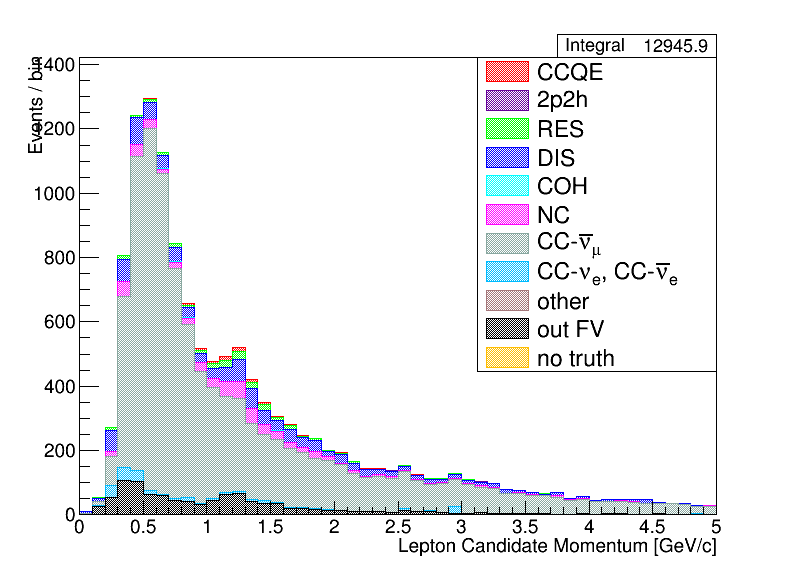 Integral 12945.9
Events / bin
1400
1200
1000
800
600
400
200
0
CCQE
2p2h
RES
DIS
COH
NC
CC-ν̅μ
CC-νe, CC-ν̅e
other
out FV
no truth
0 0.5 1 1.5 2 2.5 3 3.5 4 4.5 5
Lepton Candidate Momentum [GeV/c]